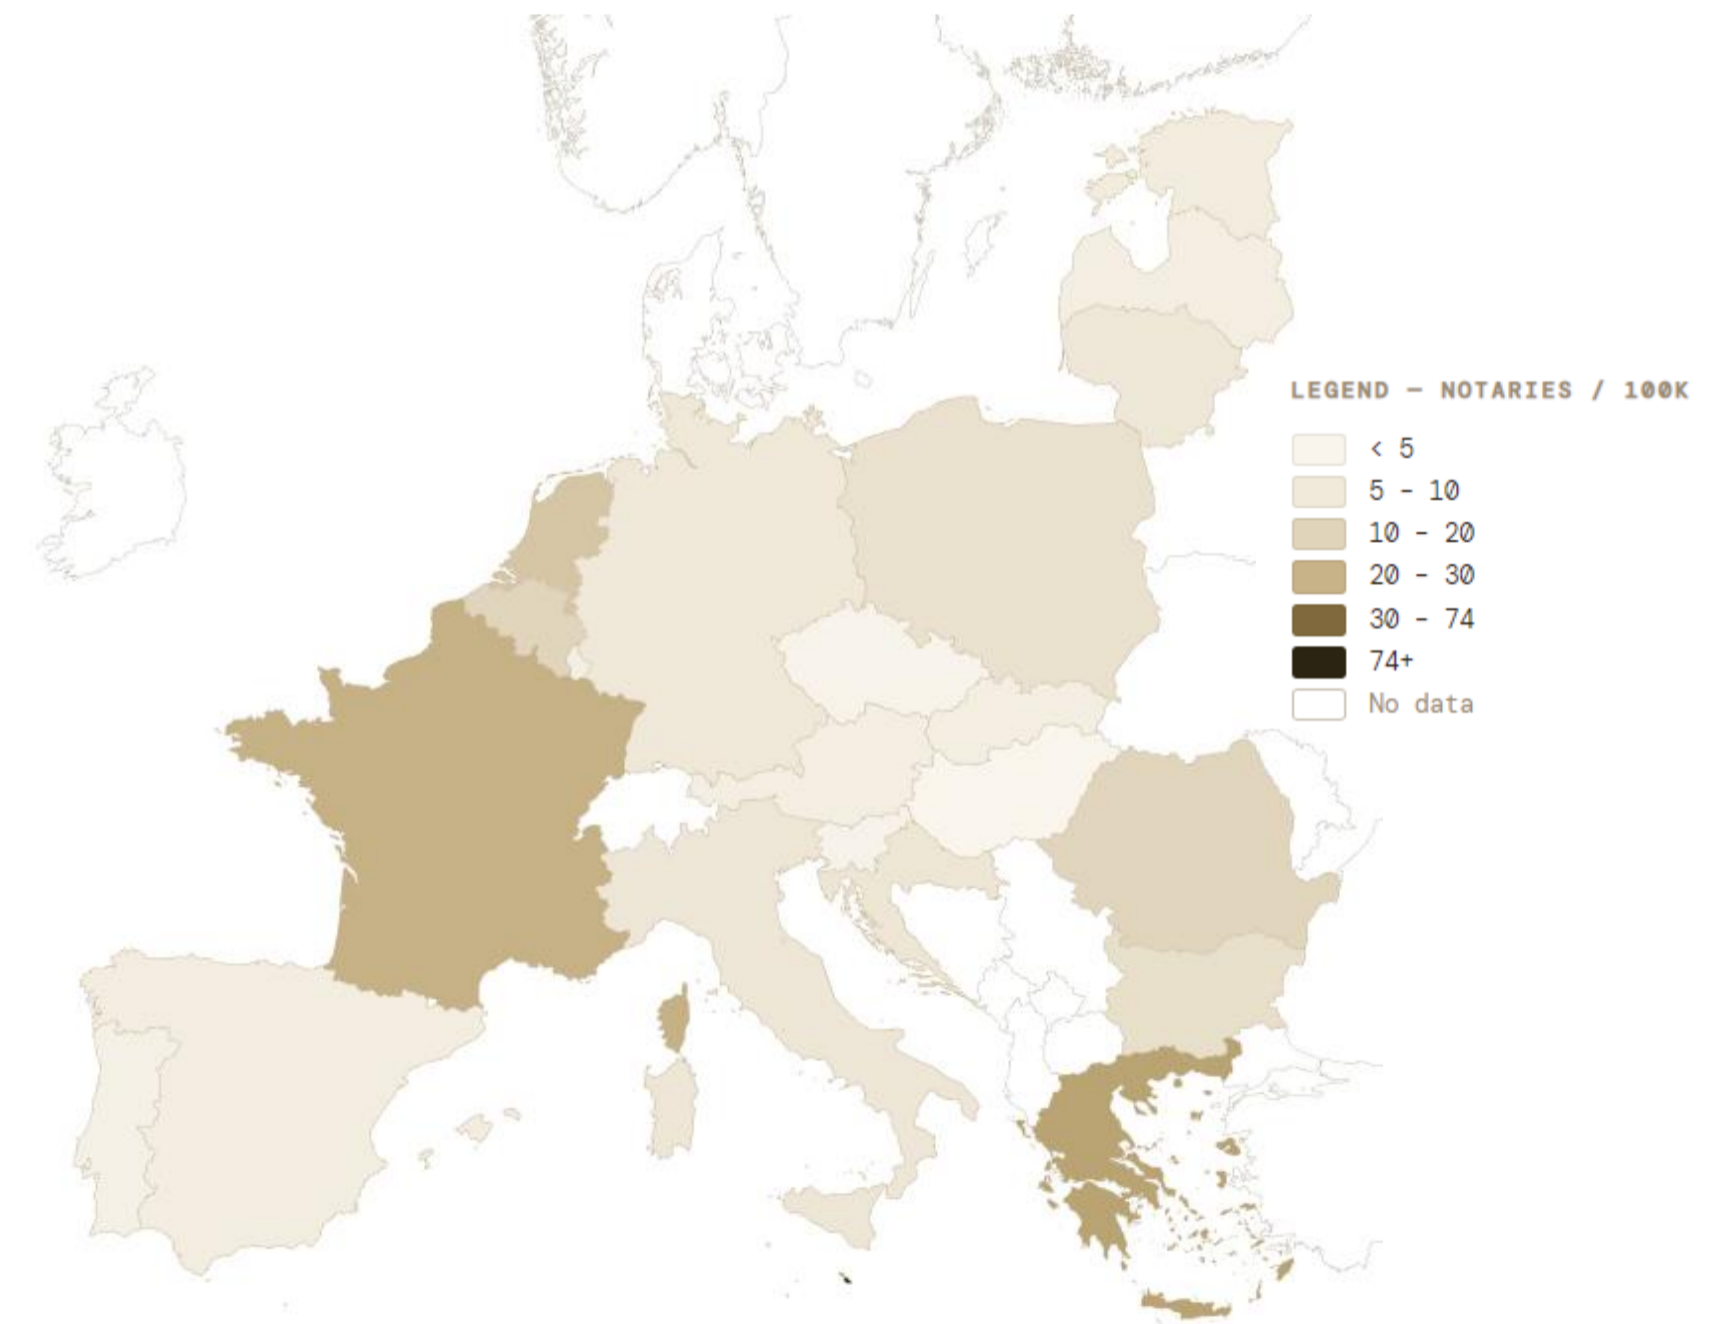 LEGEND — NOTARIES / 100K
< 5
5 – 10
10 – 20
20 – 30
30 – 74
74+
No data